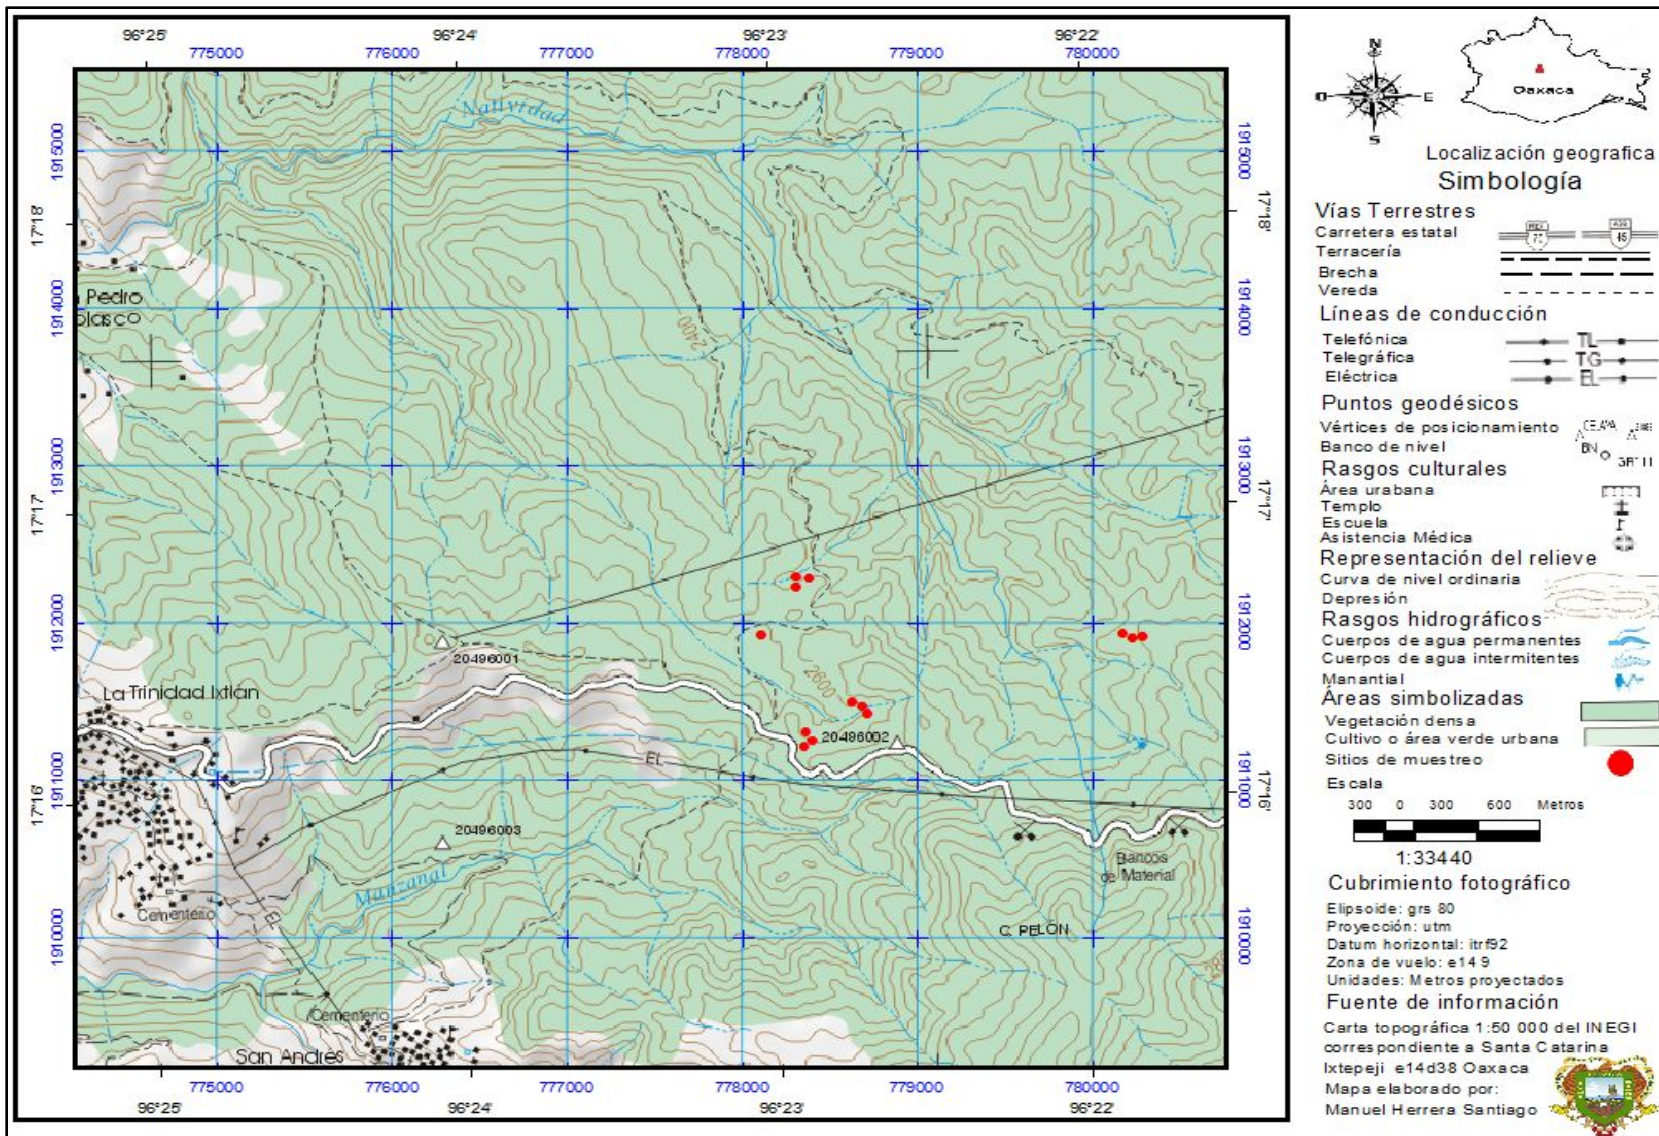 96°25' 96°24' 96°23' 96°22'
775000 776000 777000 778000 779000 780000
Natividad
1915000 1915000
17°18' 17°18'
Pedro
olasco
1914000 1914000
2400
1913000 1913000
17°17' 17°17'
1912000 1912000
20496001
La Trinidad Ixtlan
2600
20496002
EL
1911000 1911000
17°16' 17°16'
20496003
Manzanal
Bancos
de Material
Cementerio
EL
C. PELÓN
1910000 1910000
Cementerio
San Andrés
775000 776000 777000 778000 779000 780000
96°25' 96°24' 96°23' 96°22'
N
O E
S
Oaxaca
Localización geografica
Simbología
Vías Terrestres
Carretera estatal
Terracería
Brecha
Vereda
Líneas de conducción
Telefónica TL
Telegráfica TG
Eléctrica EL
Puntos geodésicos
Vértices de posicionamiento
Banco de nivel BN
Rasgos culturales
Área urabana
Templo
Escuela
Asistencia Médica
Representación del relieve
Curva de nivel ordinaria
Depresión
Rasgos hidrográficos
Cuerpos de agua permanentes
Cuerpos de agua intermitentes
Manantial
Áreas simbolizadas
Vegetación densa
Cultivo o área verde urbana
Sitios de muestreo
Escala
300 0 300 600 Metros
1:33440
Cubrimiento fotográfico
Elipsoide: grs 80
Proyección: utm
Datum horizontal: itrf92
Zona de vuelo: e14 9
Unidades: Metros proyectados
Fuente de información
Carta topográfica 1:50 000 del INEGI
correspondiente a Santa Catarina
Ixtepeji e14d38 Oaxaca
Mapa elaborado por:
Manuel Herrera Santiago